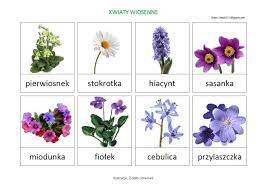 KWIATY WIOSENNE
pierwiosnek stokrotka hiacynt sasanka
miodunka fiołek cebulica przylaszczka